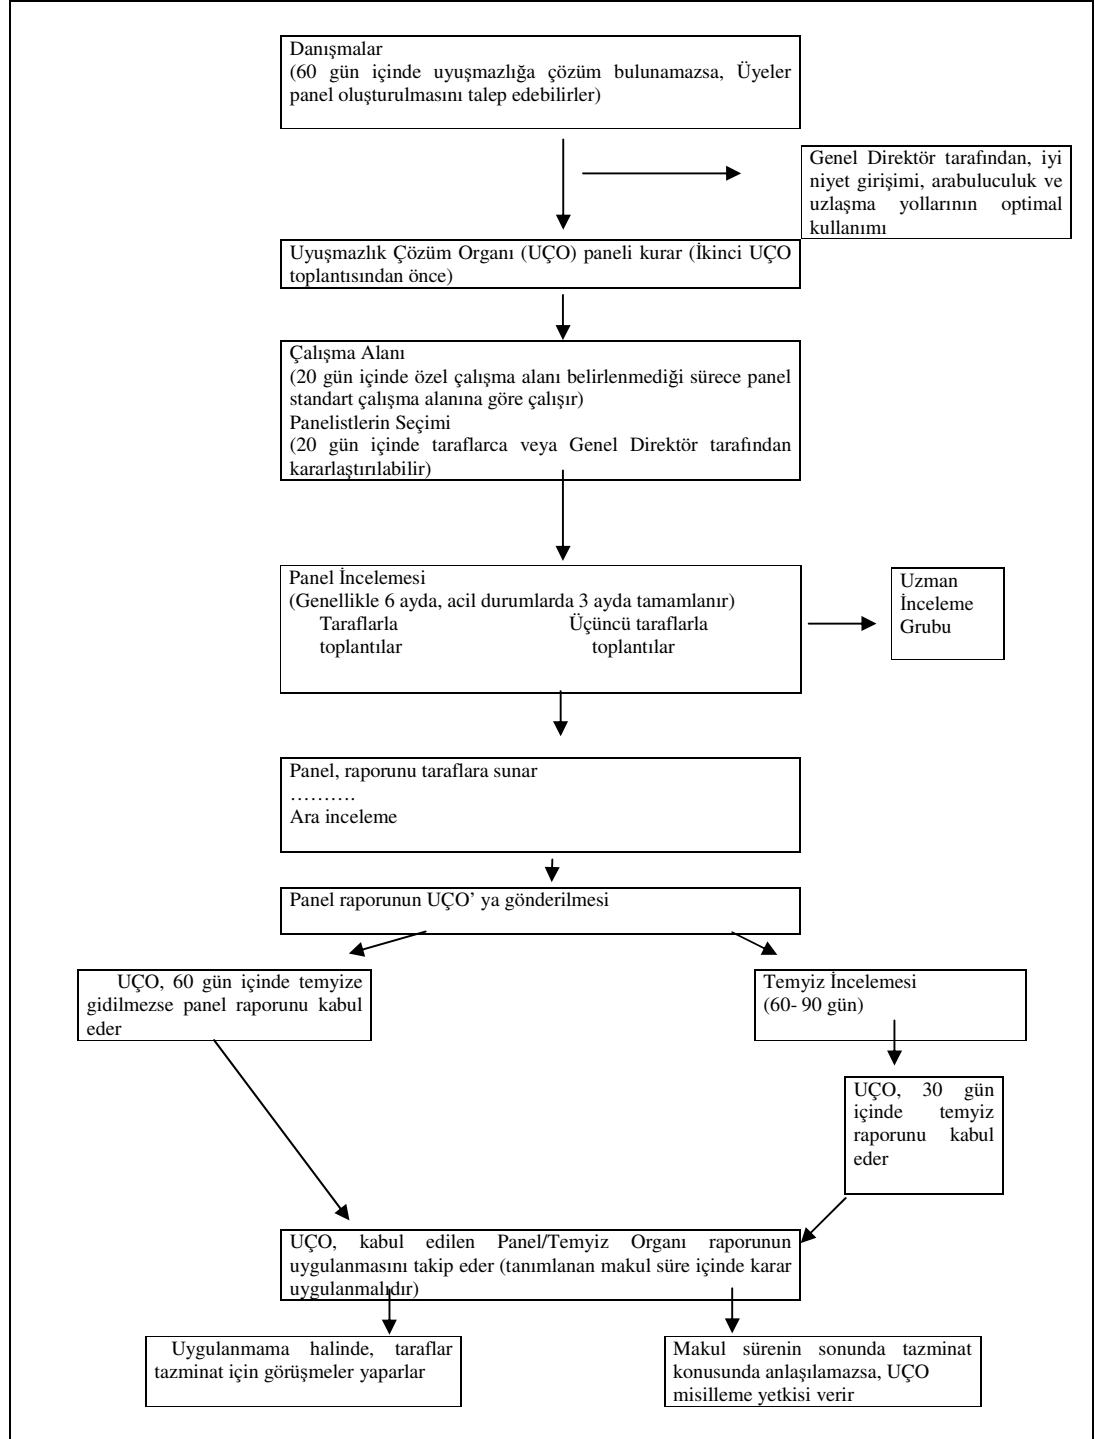 Danışmalar
(60 gün içinde uyuşmazlığa çözüm bulunamazsa, Üyeler
panel oluşturulmasını talep edebilirler)
Genel Direktör tarafından, iyi
niyet girişimi, arabuluculuk ve
uzlaşma yollarının optimal
kullanımı
Uyuşmazlık Çözüm Organı (UÇO) paneli kurar (İkinci UÇO
toplantısından önce)
Çalışma Alanı
(20 gün içinde özel çalışma alanı belirlenmediği sürece panel
standart çalışma alanına göre çalışır)
Panelistlerin Seçimi
(20 gün içinde taraflarca veya Genel Direktör tarafından
kararlaştırılabilir)
Panel İncelemesi
(Genellikle 6 ayda, acil durumlarda 3 ayda tamamlanır)
Taraflarla
toplantılar
Üçüncü taraflarla
toplantılar
Uzman
İnceleme
Grubu
Panel, raporunu taraflara sunar
……….
Ara inceleme
Panel raporunun UÇO’ ya gönderilmesi
UÇO, 60 gün içinde temyize
gidilmezse panel raporunu kabul
eder
Temyiz İncelemesi
(60- 90 gün)
UÇO, 30 gün
içinde temyiz
raporunu kabul
eder
UÇO, kabul edilen Panel/Temyiz Organı raporunun
uygulanmasını takip eder (tanımlanan makul süre içinde karar
uygulanmalıdır)
Uygulanmama halinde, taraflar
tazminat için görüşmeler yaparlar
Makul sürenin sonunda tazminat
konusunda anlaşılamazsa, UÇO
misilleme yetkisi verir